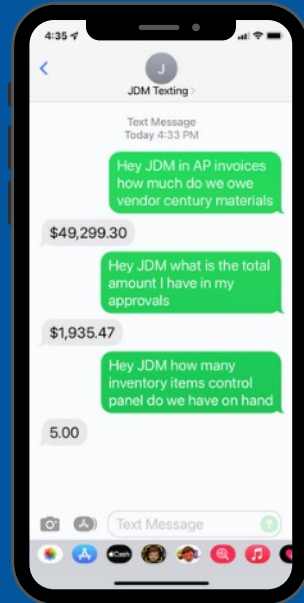 4:35
J
JDM Texting
Text Message
Today 4:33 PM
Hey JDM in AP invoices
how much do we owe
vendor century materials
$49,299.30
Hey JDM what is the total
amount I have in my
approvals
$1,935.47
Hey JDM how many
inventory items control
panel do we have on hand
5.00
Text Message
Cash